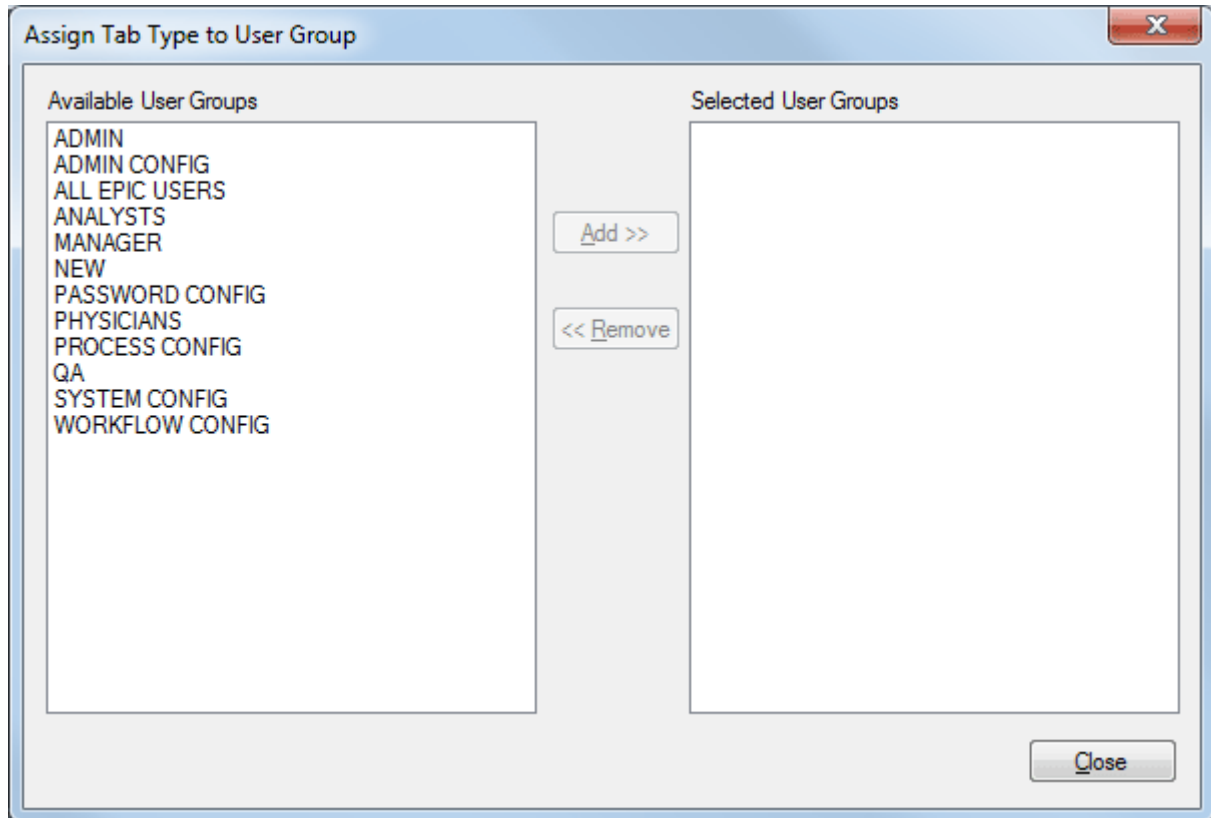 Assign Tab Type to User Group
Available User Groups
ADMIN
ADMIN CONFIG
ALL EPIC USERS
ANALYSTS
MANAGER
NEW
PASSWORD CONFIG
PHYSICIANS
PROCESS CONFIG
QA
SYSTEM CONFIG
WORKFLOW CONFIG
Add >>
<< Remove
Selected User Groups
Close